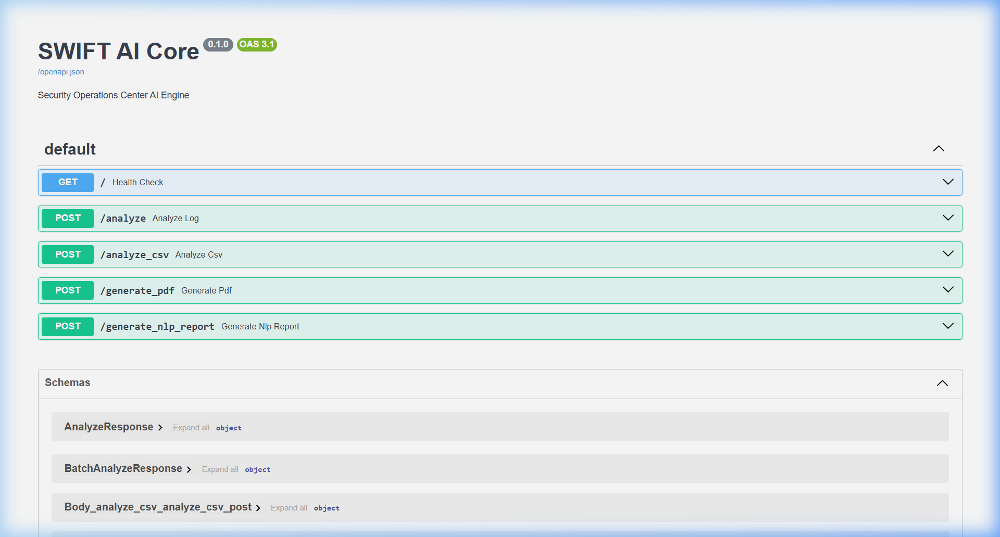 SWIFT AI Core 0.1.0 OAS 3.1
/openapi.json
Security Operations Center AI Engine
default
GET / Health Check
POST /analyze Analyze Log
POST /analyze_csv Analyze Csv
POST /generate_pdf Generate Pdf
POST /generate_nlp_report Generate Nlp Report
Schemas
AnalyzeResponse Expand all object
BatchAnalyzeResponse Expand all object
Body_analyze_csv_analyze_csv_post Expand all object